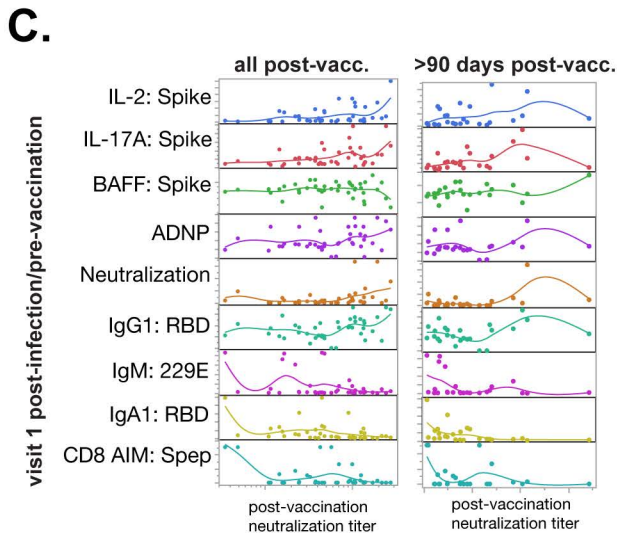 C.
all post-vacc.
>90 days post-vacc.
visit 1 post-infection/pre-vaccination
IL-2: Spike
IL-17A: Spike
BAFF: Spike
ADNP
Neutralization
IgG1: RBD
IgM: 229E
IgA1: RBD
CD8 AIM: Spep
post-vaccination
neutralization titer
post-vaccination
neutralization titer